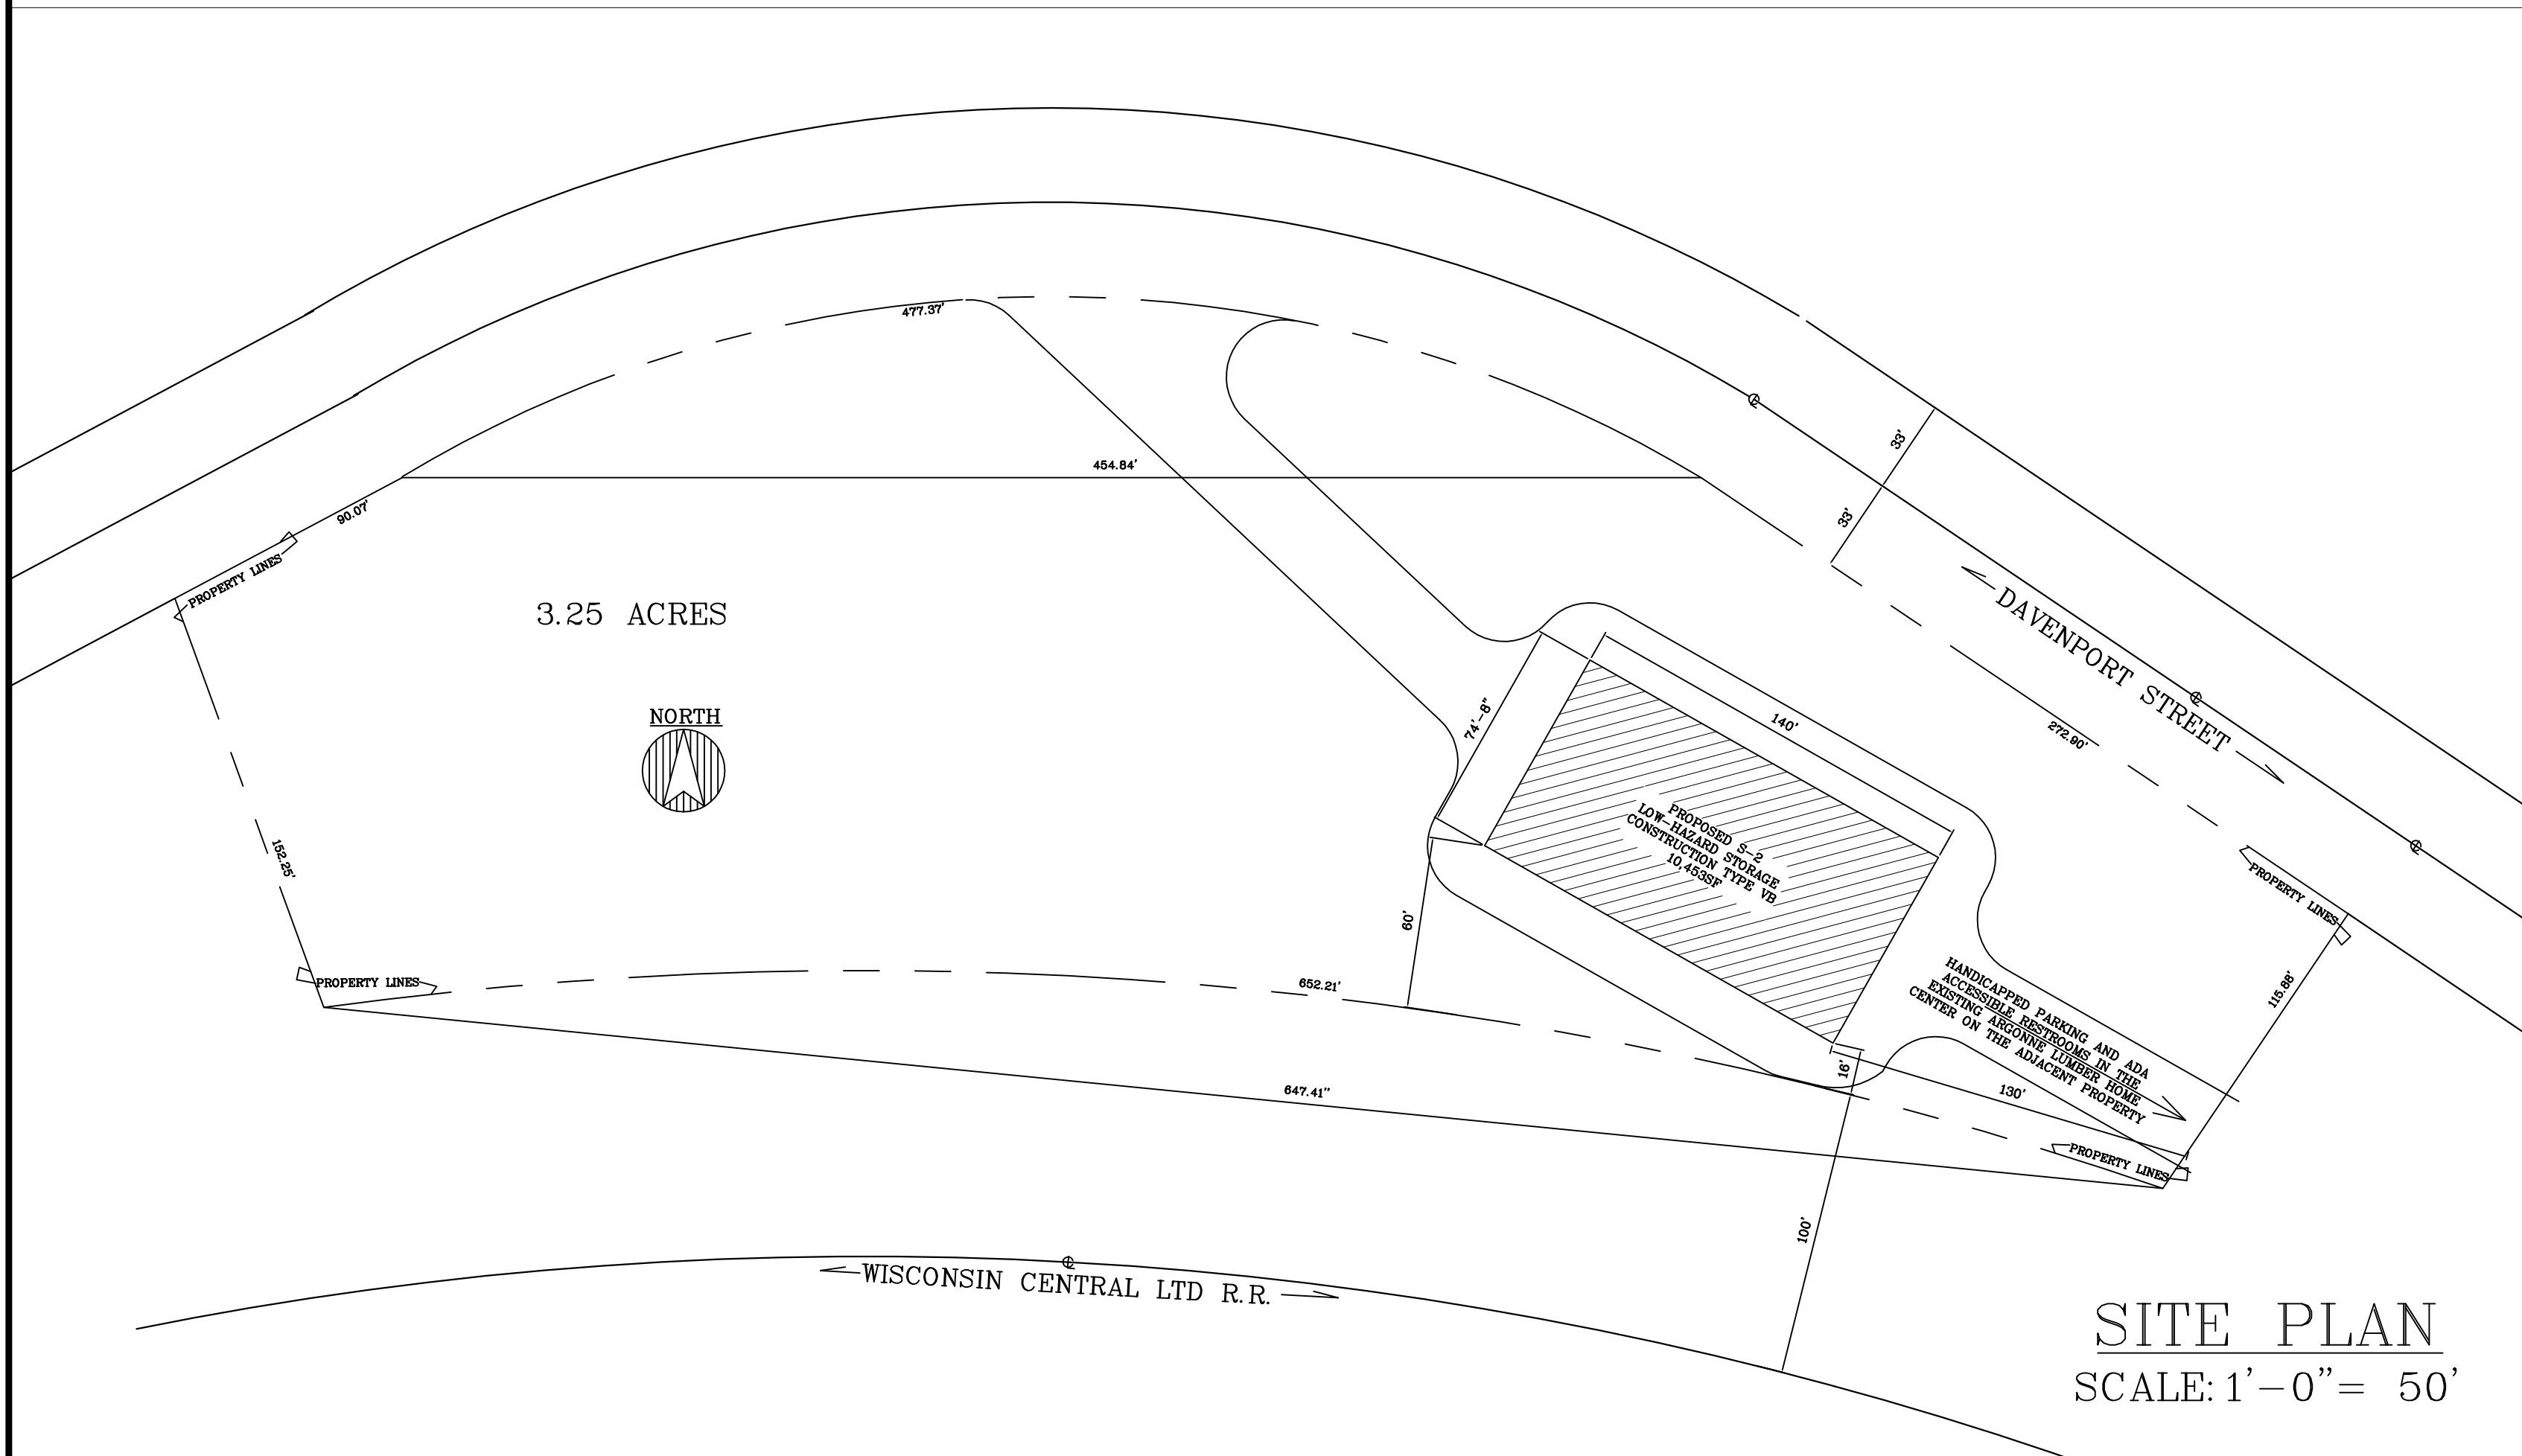 477.37'
454.84'
90.07'
PROPERTY LINES
33'
33'
3.25 ACRES
NORTH
DAVENPORT STREET
272.90'
74'-8"
140'
PROPOSED S-2
LOW-HAZARD STORAGE
CONSTRUCTION TYPE VB
10,453SF
152.25'
PROPERTY LINES
60'
PROPERTY LINES
652.21'
115.88'
HANDICAPPED PARKING AND ADA
ACCESSIBLE RESTROOMS IN THE
EXISTING ARGONNE LUMBER HOME
CENTER ON THE ADJACENT PROPERTY
16'
130'
647.41"
PROPERTY LINES
100'
WISCONSIN CENTRAL LTD R.R.
SITE PLAN
SCALE: 1'-0"= 50'